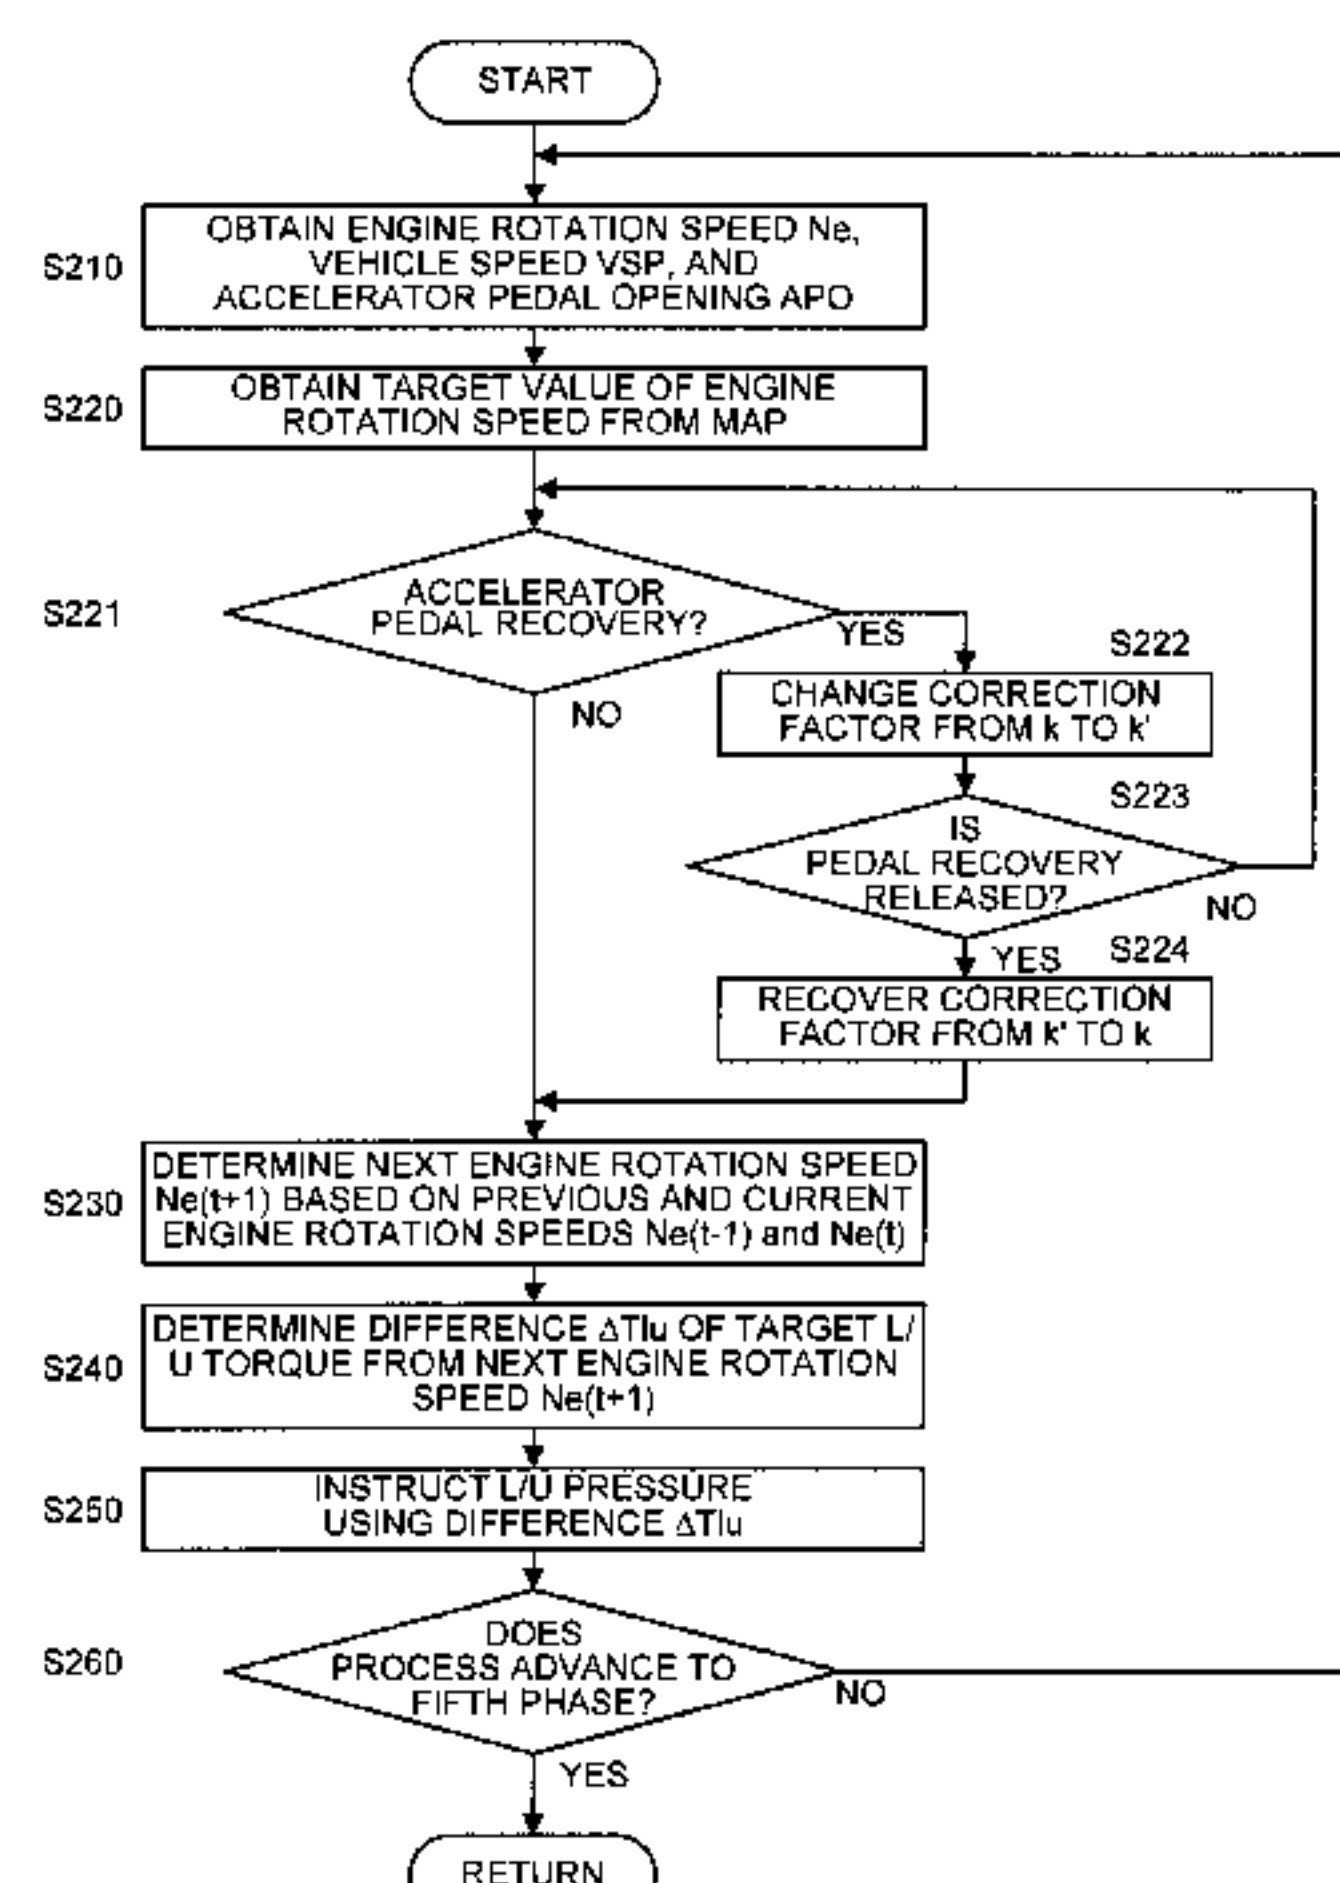 START
S210
OBTAIN ENGINE ROTATION SPEED Ne,
VEHICLE SPEED VSP, AND
ACCELERATOR PEDAL OPENING APO
S220
OBTAIN TARGET VALUE OF ENGINE
ROTATION SPEED FROM MAP
S221
ACCELERATOR
PEDAL RECOVERY?
YES
NO
S222
CHANGE CORRECTION
FACTOR FROM k TO k'
S223
IS
PEDAL RECOVERY
RELEASED?
NO
YES
S224
RECOVER CORRECTION
FACTOR FROM k' TO k
S230
DETERMINE NEXT ENGINE ROTATION SPEED
Ne(t+1) BASED ON PREVIOUS AND CURRENT
ENGINE ROTATION SPEEDS Ne(t-1) and Ne(t)
S240
DETERMINE DIFFERENCE ΔTlu OF TARGET L/
U TORQUE FROM NEXT ENGINE ROTATION
SPEED Ne(t+1)
S250
INSTRUCT L/U PRESSURE
USING DIFFERENCE ΔTlu
S260
DOES
PROCESS ADVANCE TO
FIFTH PHASE?
NO
YES
RETURN